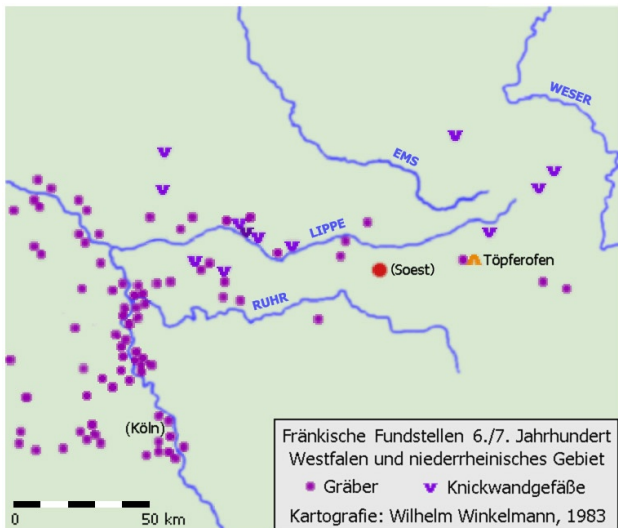 WESER
EMS
LIPPE
(Soest)
Töpferofen
RUHR
(Köln)
Fränkische Fundstellen 6./7. Jahrhundert
Westfalen und niederrheinisches Gebiet
Gräber Knickwandgefäße
Kartografie: Wilhelm Winkelmann, 1983
0 50 km